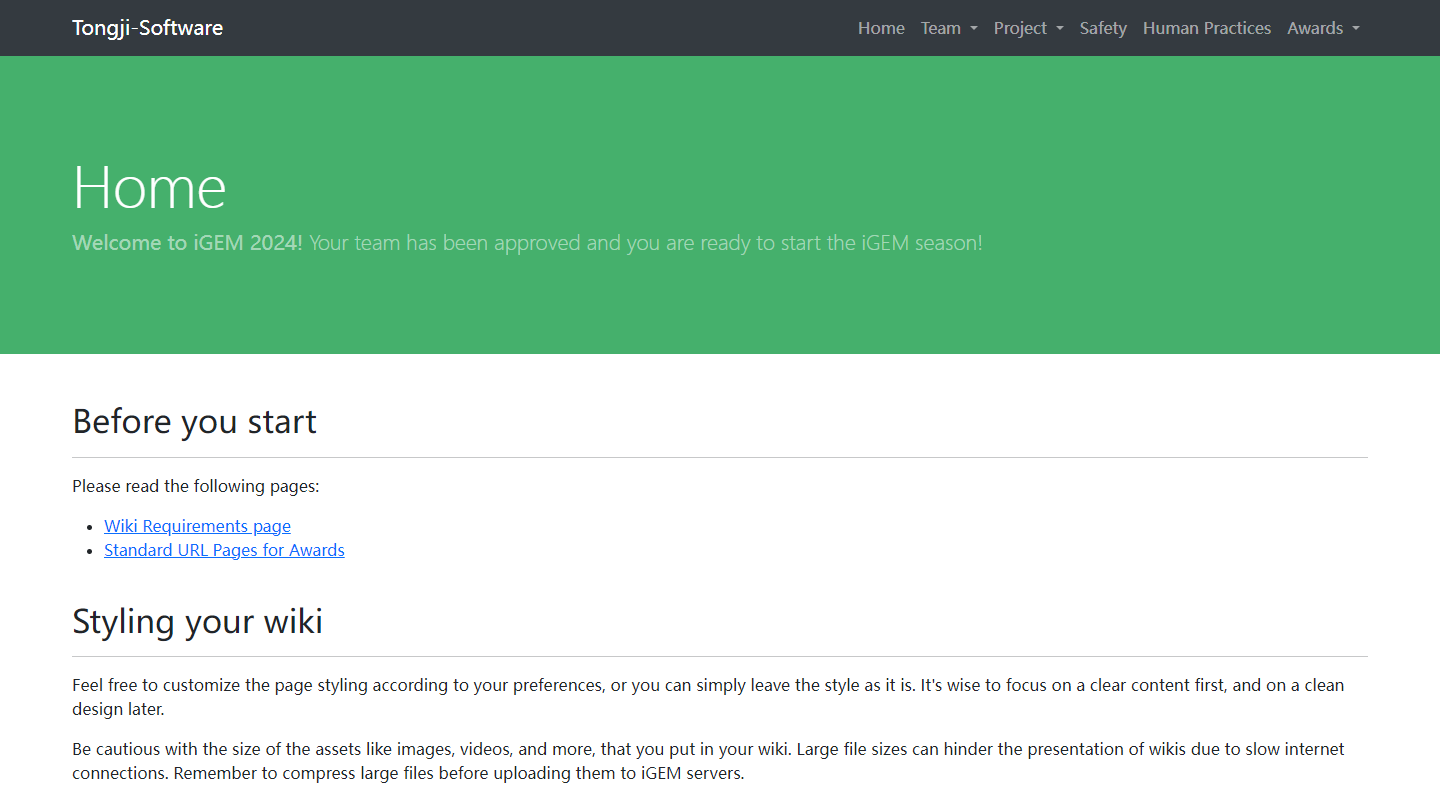 Tongji-Software
Home Team Project Safety Human Practices Awards
Home
Welcome to iGEM 2024! Your team has been approved and you are ready to start the iGEM season!
Before you start
Please read the following pages:
Wiki Requirements page
Standard URL Pages for Awards
Styling your wiki
Feel free to customize the page styling according to your preferences, or you can simply leave the style as it is. It's wise to focus on a clear content first, and on a clean
design later.
Be cautious with the size of the assets like images, videos, and more, that you put in your wiki. Large file sizes can hinder the presentation of wikis due to slow internet
connections. Remember to compress large files before uploading them to iGEM servers.